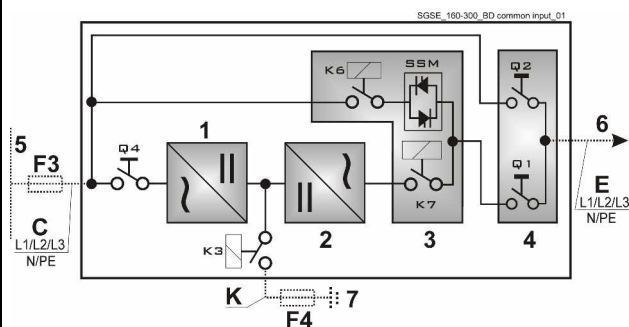 SGSE_160-300_BD common input_01
K6
SSM
Q2
5
F3
Q4
1
6
Q1
E
L1/L2/L3
N/PE
C
L1/L2/L3
N/PE
K7
2
3
4
K3
K
7
F4